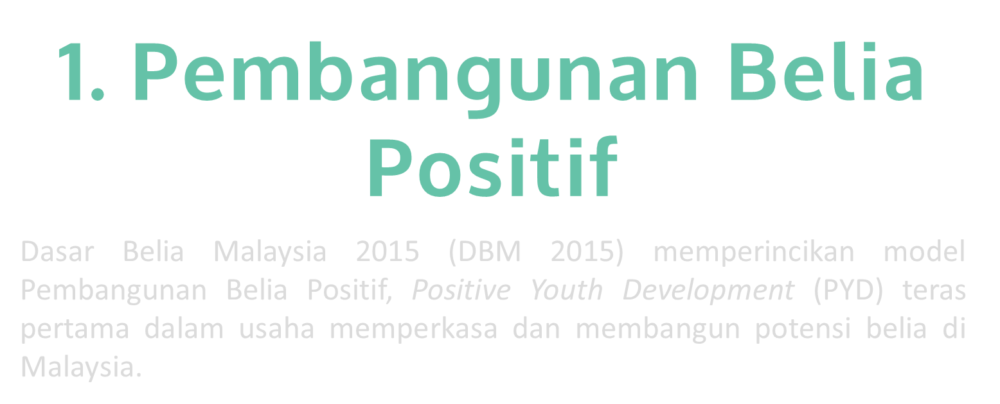 1. Pembangunan Belia
Positif
Dasar Belia Malaysia 2015 (DBM 2015) memperincikan model
Pembangunan Belia Positif, Positive Youth Development (PYD) teras
pertama dalam usaha memperkasa dan membangun potensi belia di
Malaysia.